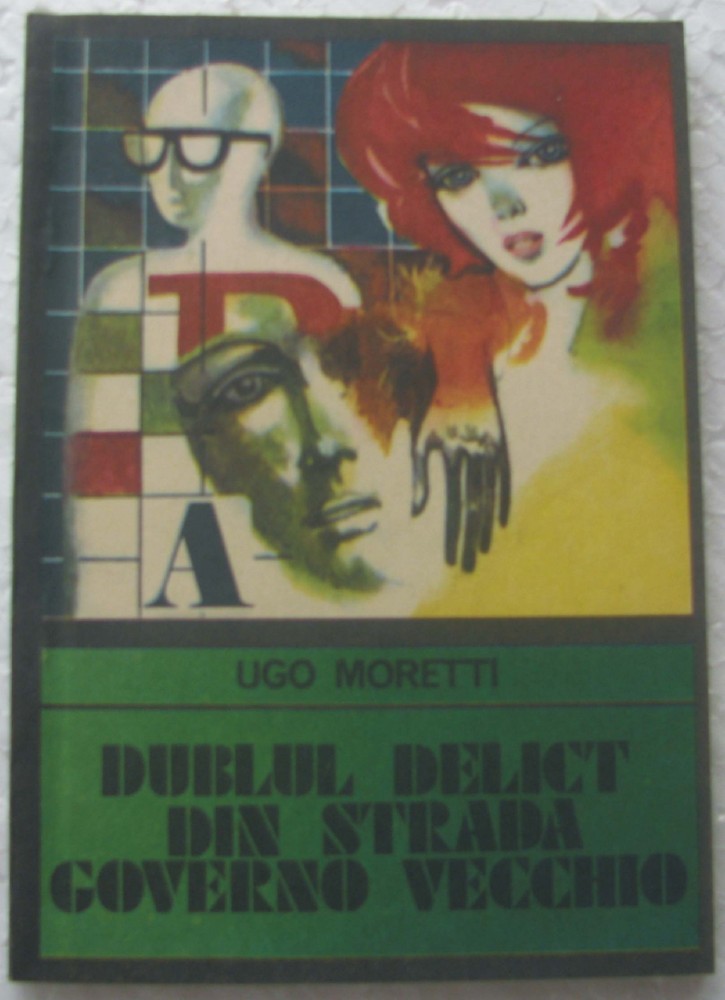 P
A
UGO MORETTI
DUBLUL DELICT
DIN STRADA
GOVERNO VECCHIO